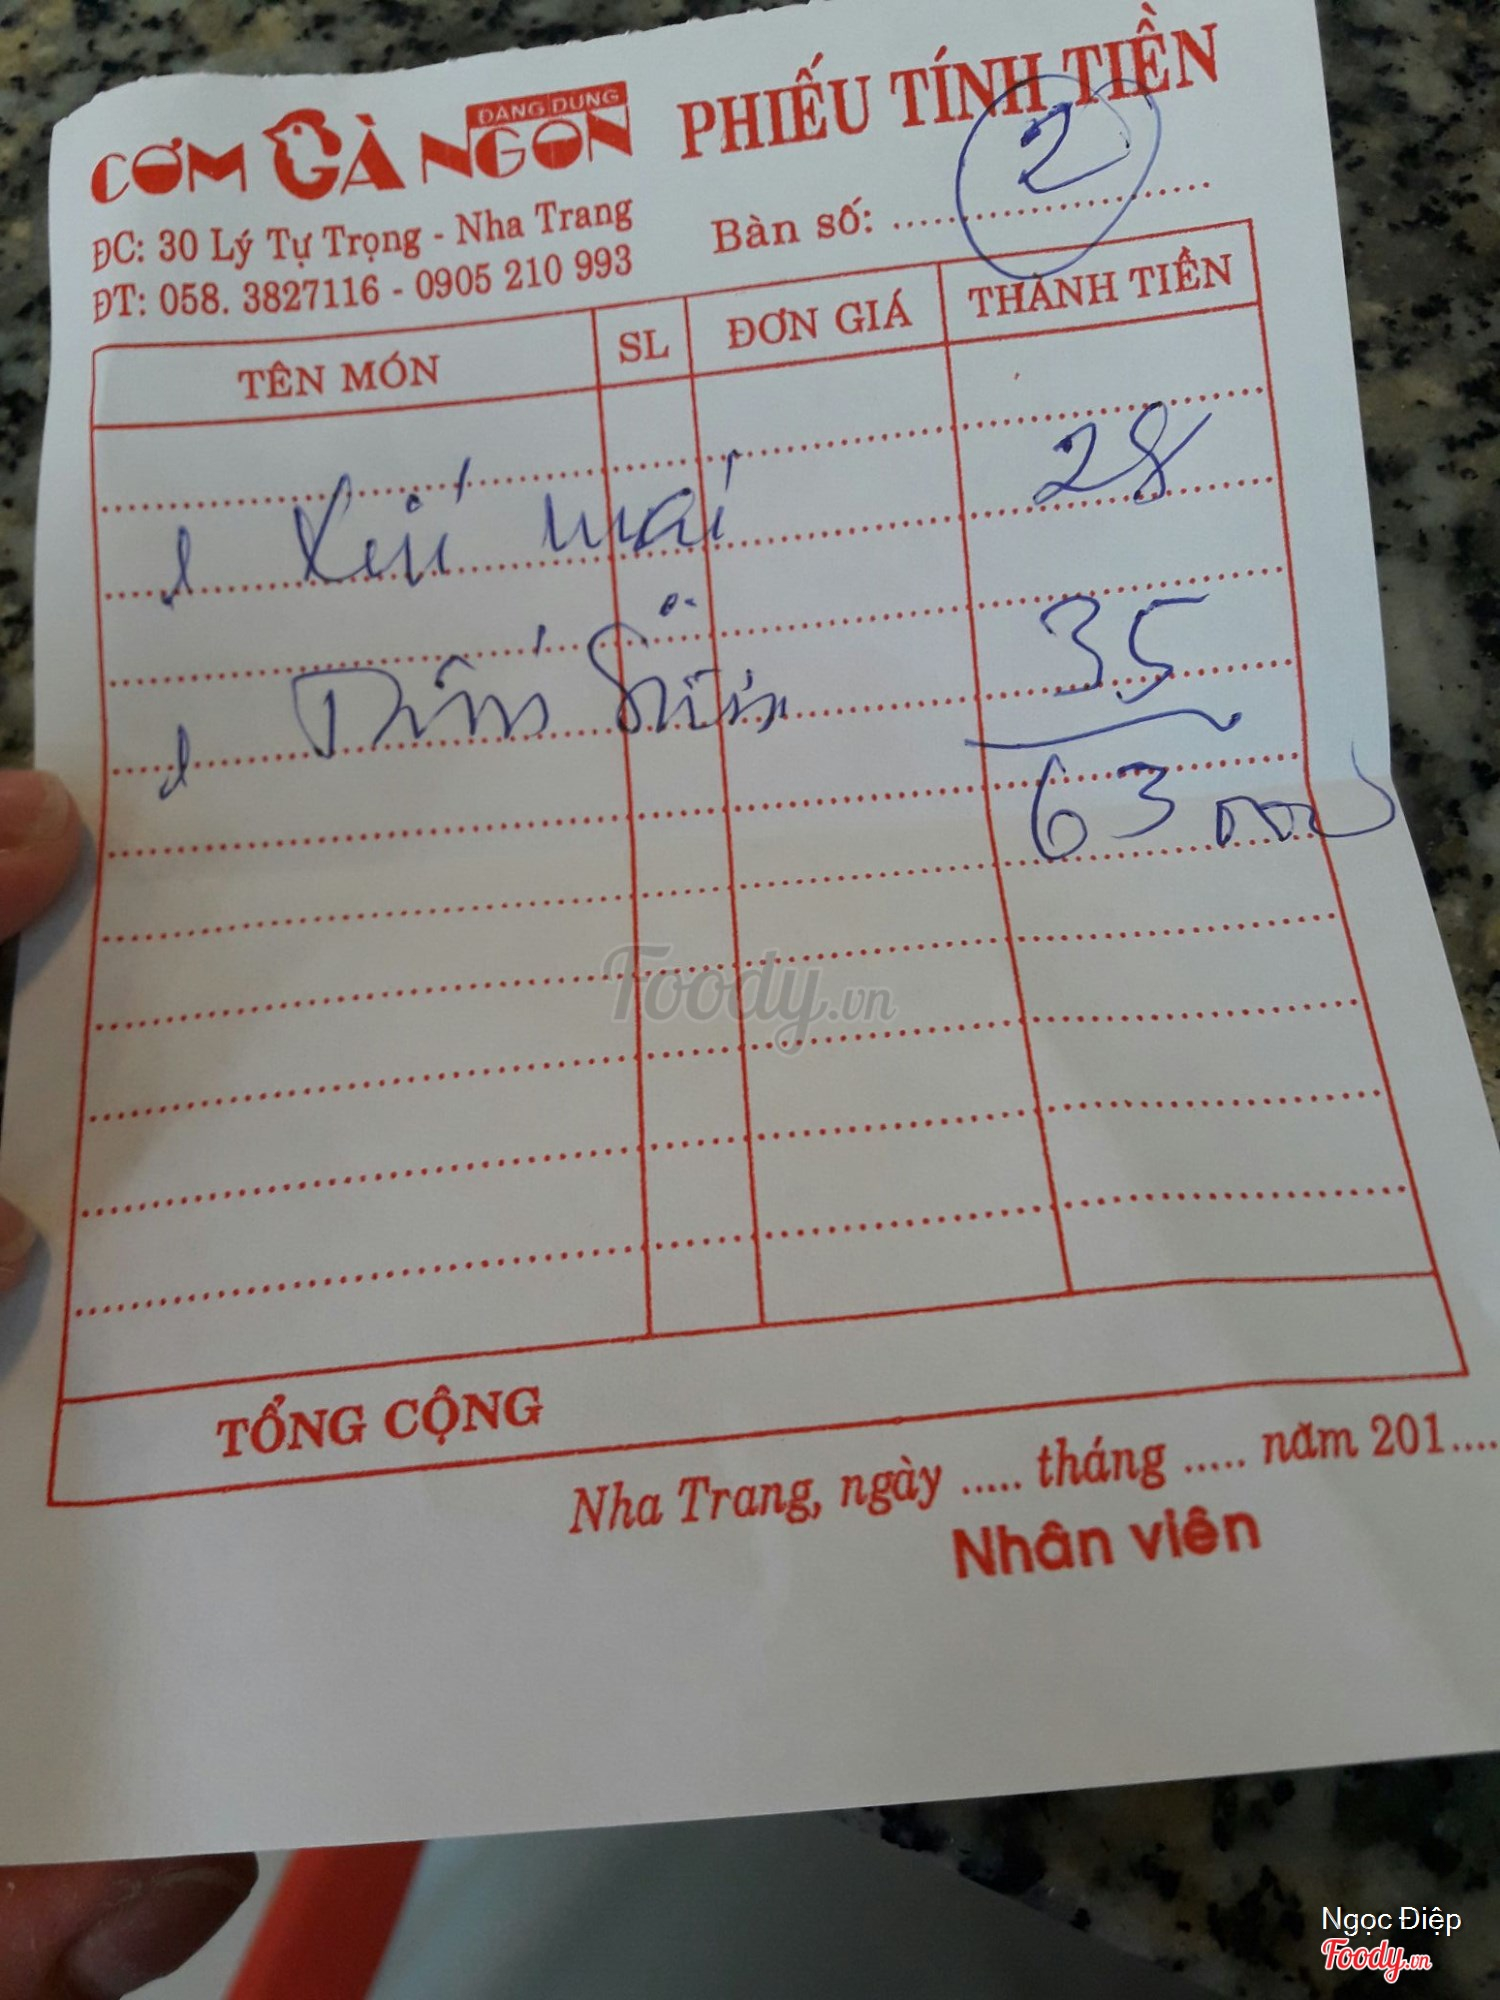 CƠM GÀ NGON ĐANG DUNG
PHIẾU TÍNH TIỀN
ĐC: 30 Lý Tự Trọng - Nha Trang
ĐT: 058. 3827116 - 0905 210 993
Bàn số: 2
TÊN MÓN SL ĐƠN GIÁ THÀNH TIỀN
1 Xíu mại 28
1 35
63 000
Foody.vn
TỔNG CỘNG
Nha Trang, ngày ..... tháng ..... năm 201....
Nhân viên
Ngọc Điệp
Foody.vn